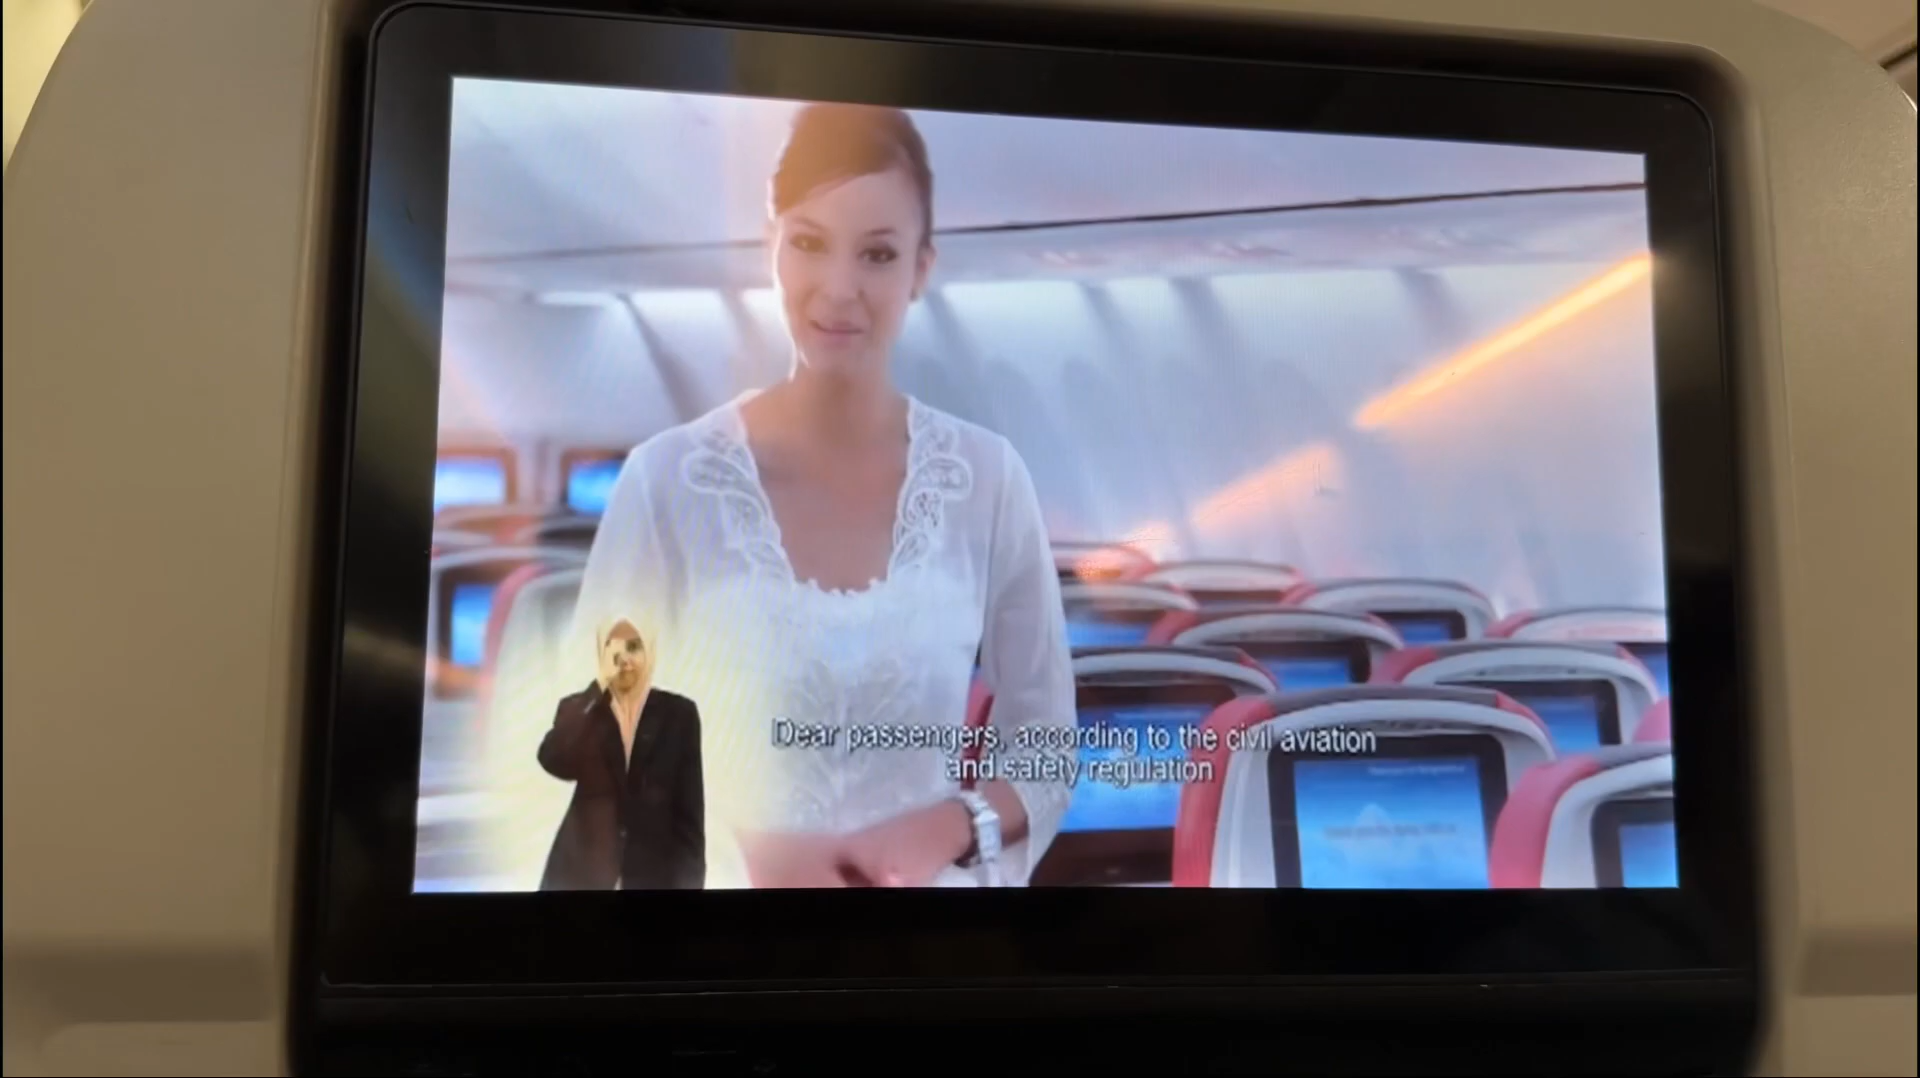 Dear passengers, according to the civil aviation
and safety regulation